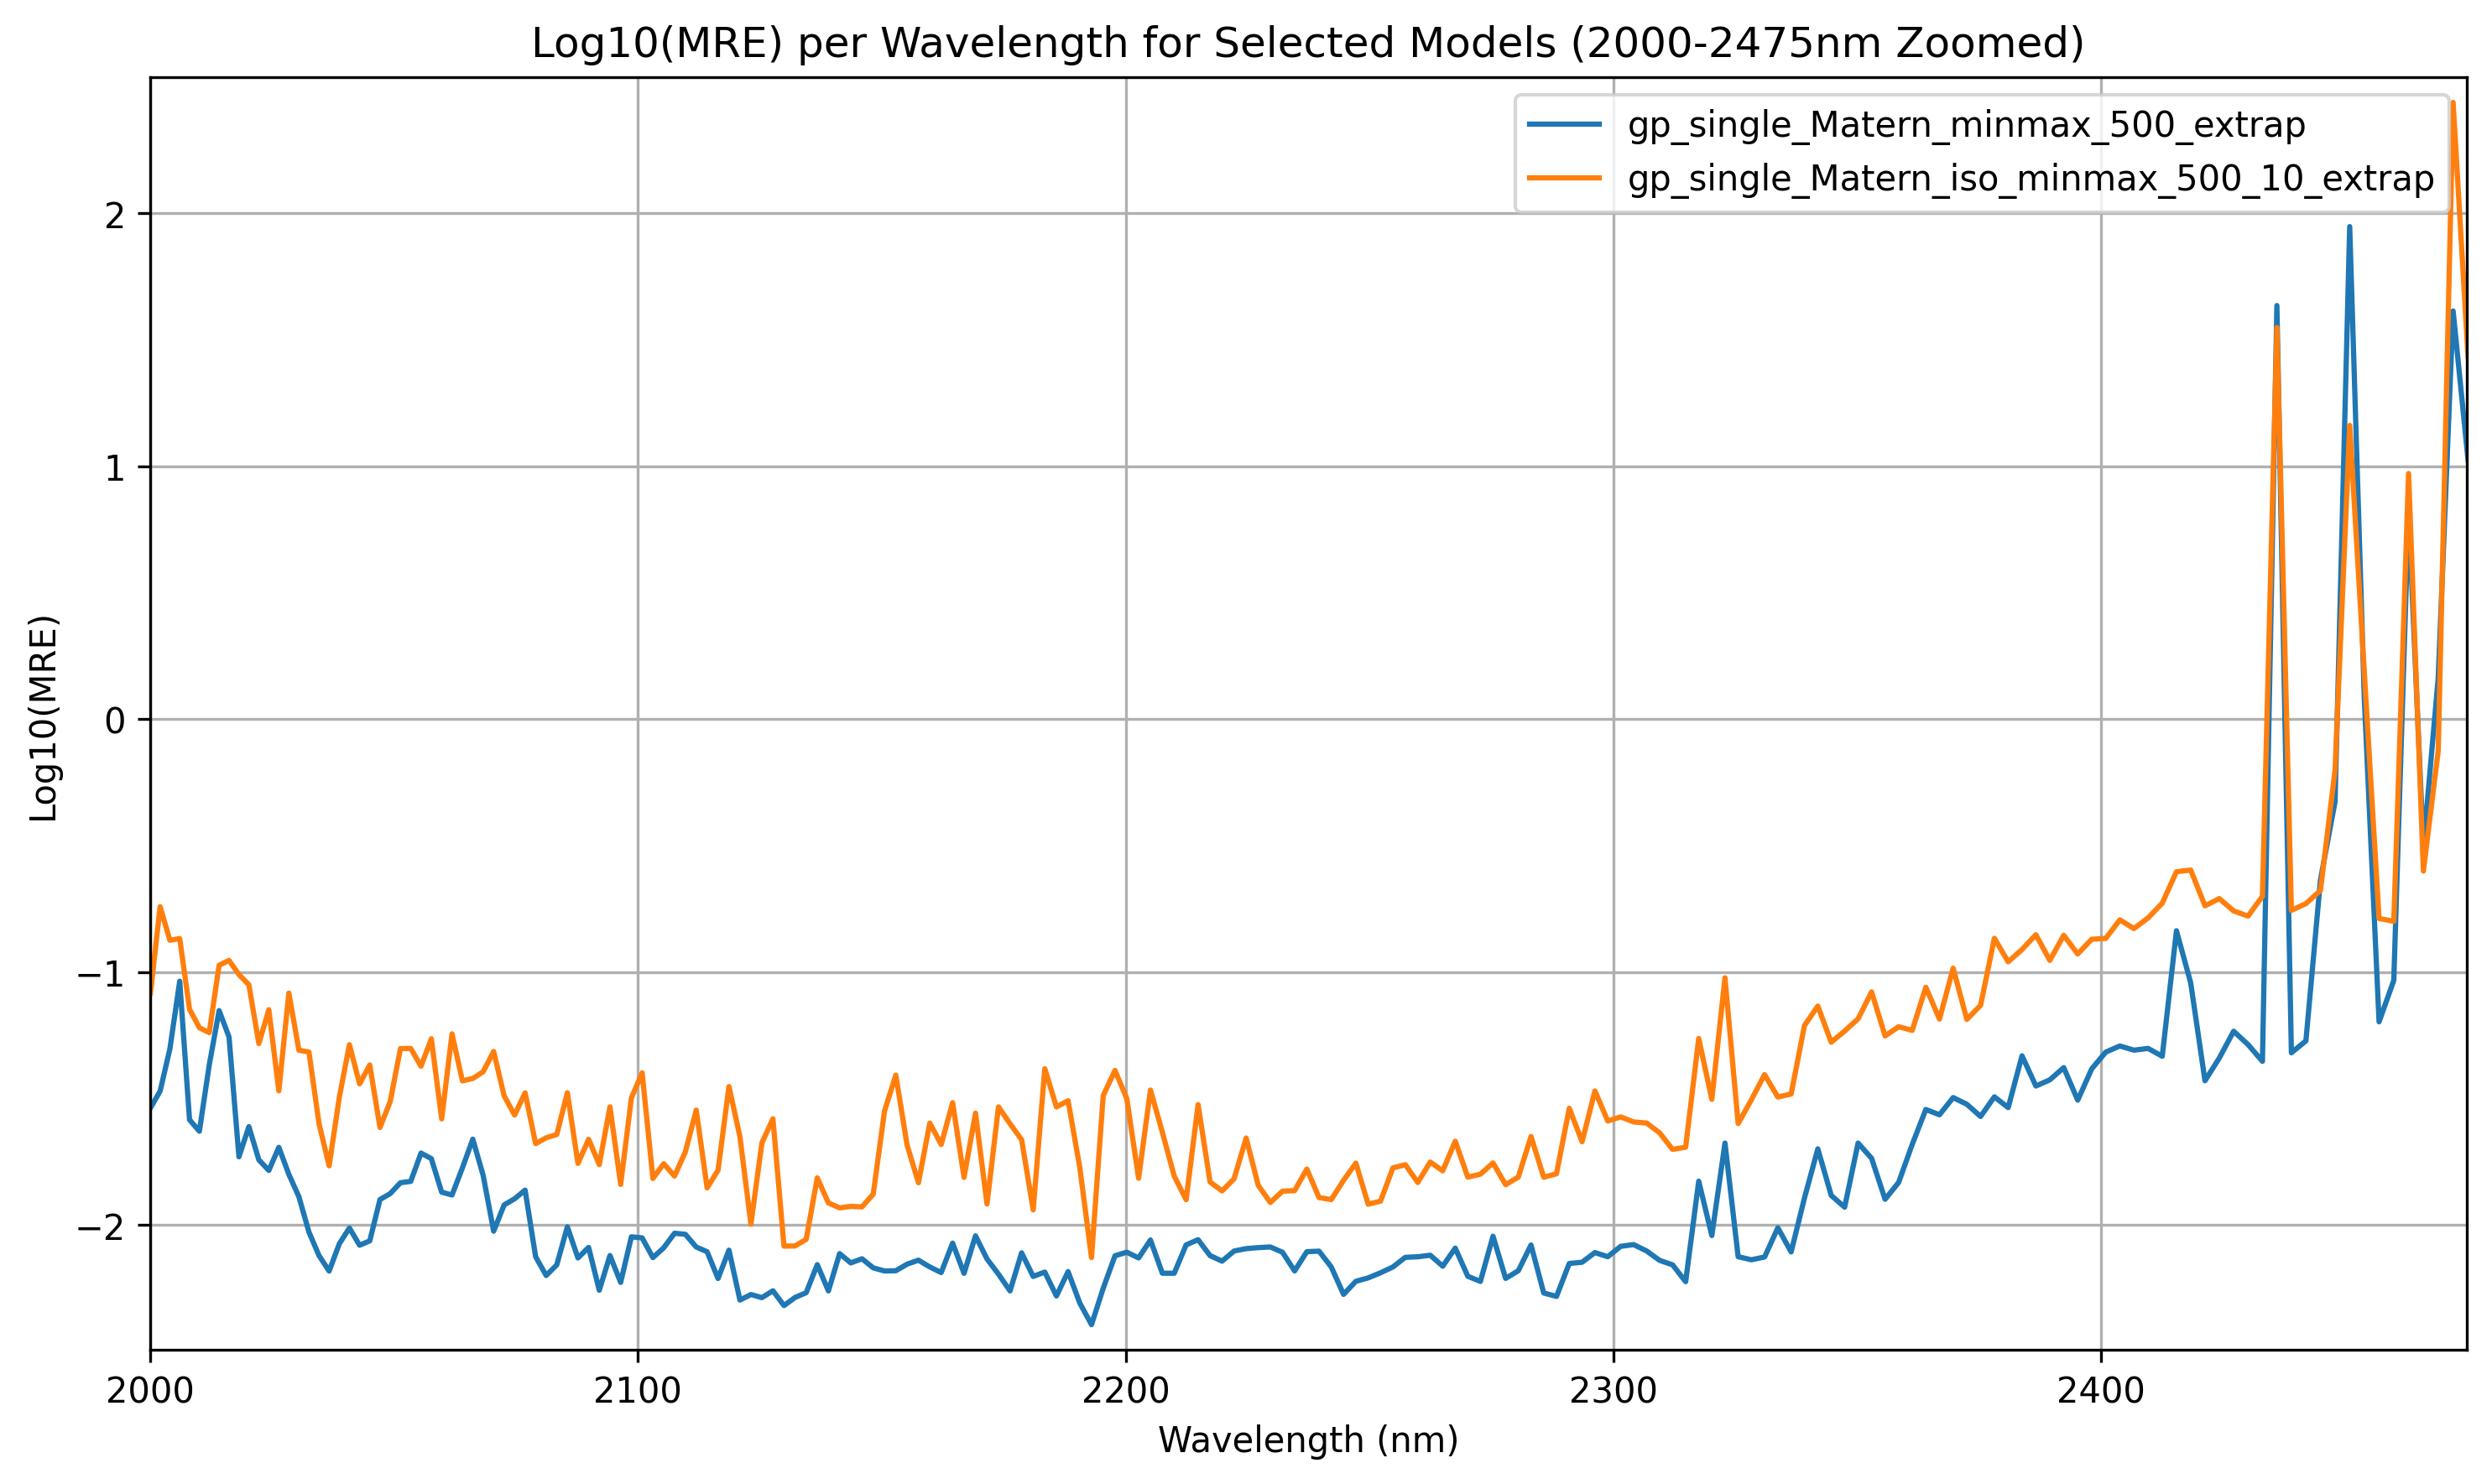 Log10(MRE) per Wavelength for Selected Models (2000-2475nm Zoomed)
gp_single_Matern_minmax_500_extrap
gp_single_Matern_iso_minmax_500_10_extrap
2
1
0
−1
−2
Log10(MRE)
2000 2100 2200 2300 2400
Wavelength (nm)